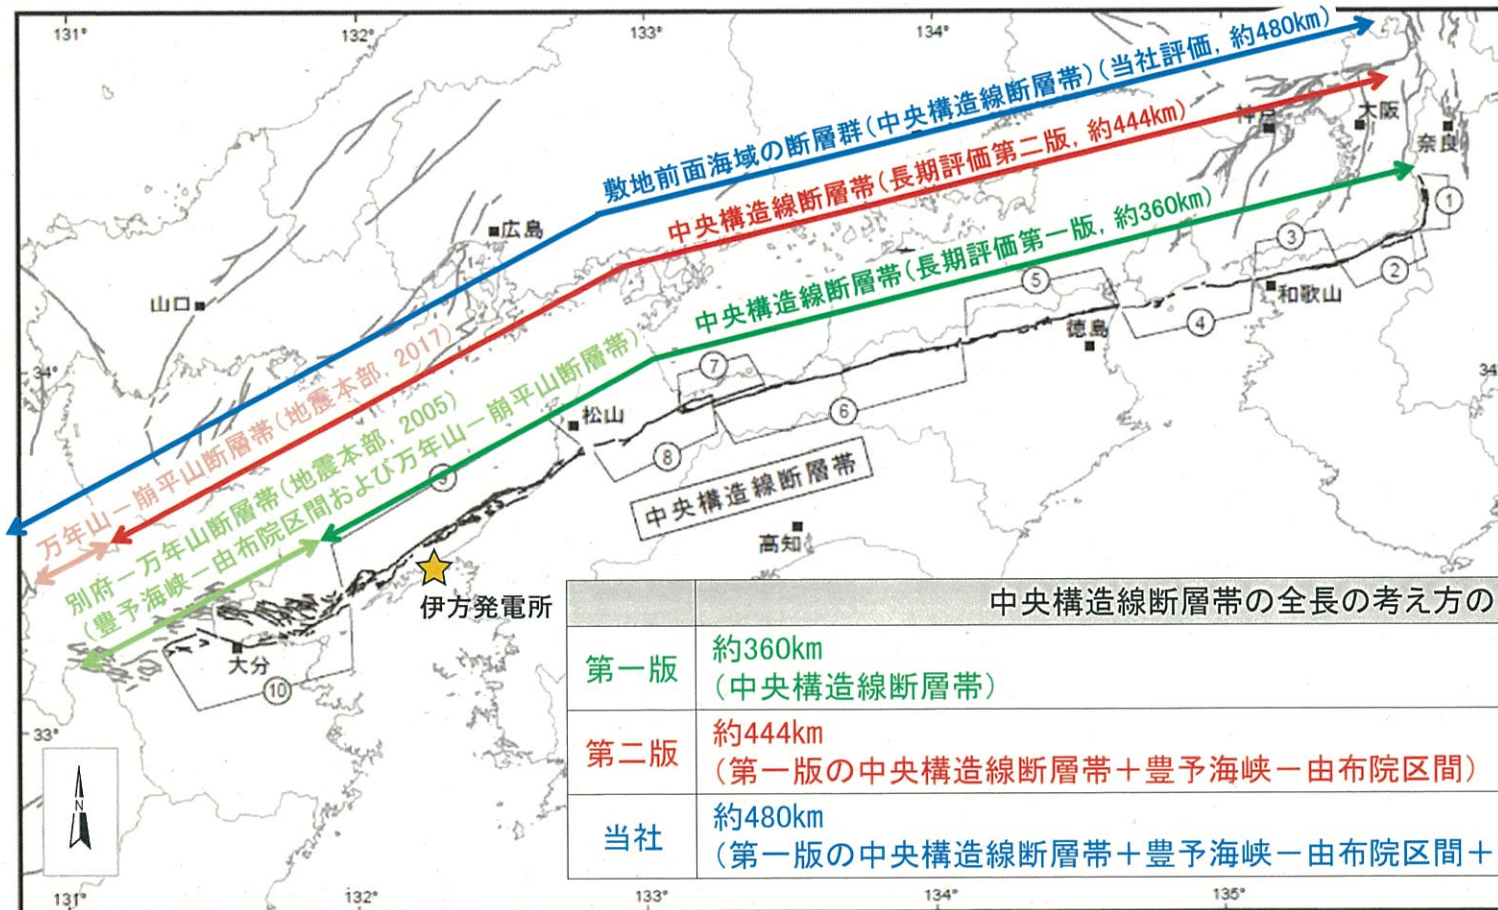 131°
132°
133°
134°
敷地前面海域の断層群(中央構造線断層帯)(当社評価, 約480km)
中央構造線断層帯(長期評価第二版, 約444km)
中央構造線断層帯(長期評価第一版, 約360km)
神戸
大阪
奈良
広島
山口
和歌山
徳島
松山
高知
大分
①
②
③
④
⑤
⑥
⑦
⑧
⑨
⑩
34°
34°
万年山－崩平山断層帯(地震本部, 2017)
別府－万年山断層帯(地震本部, 2005)
(豊予海峡－由布院区間および万年山－崩平山断層帯)
中央構造線断層帯
伊方発電所
33°
N
中央構造線断層帯の全長の考え方の
第一版
約360km
(中央構造線断層帯)
第二版
約444km
(第一版の中央構造線断層帯＋豊予海峡－由布院区間)
当社
約480km
(第一版の中央構造線断層帯＋豊予海峡－由布院区間＋
131°
132°
133°
134°
135°